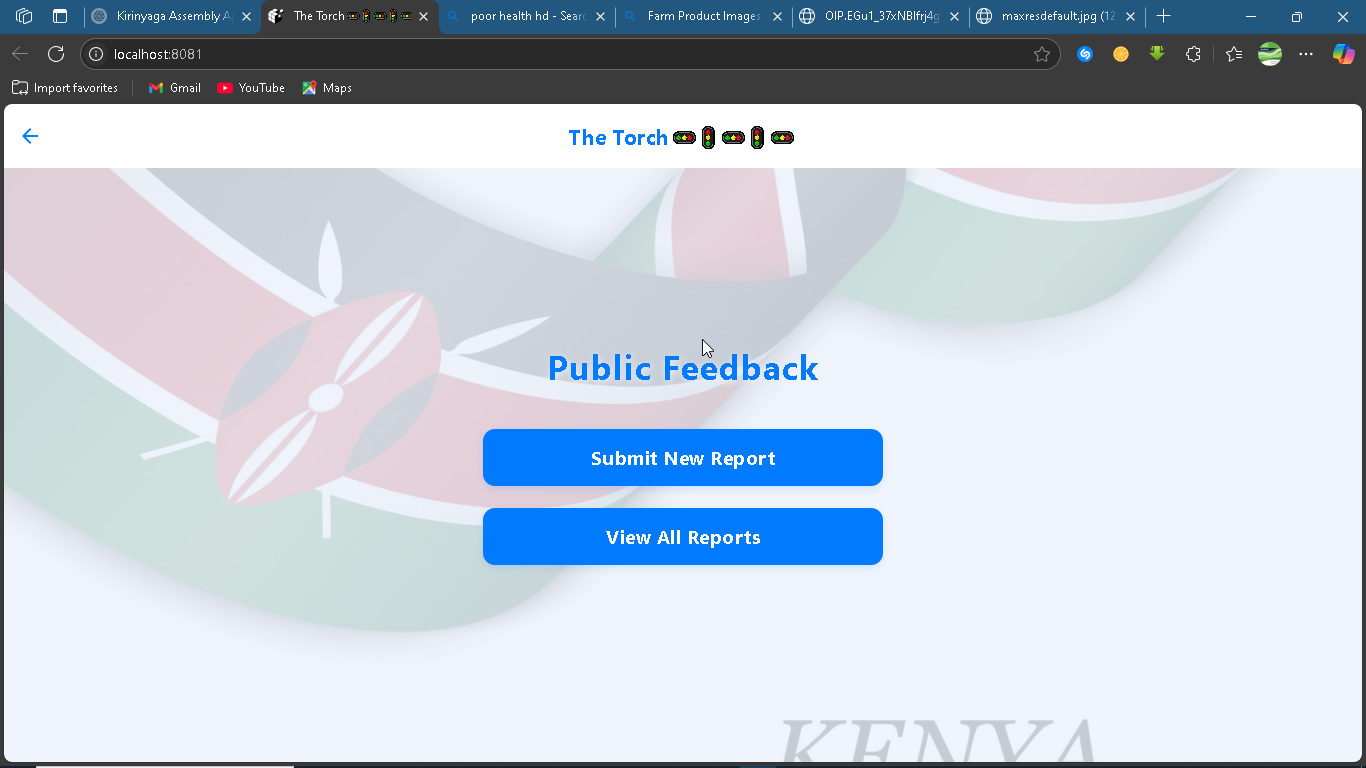 Kirinyaga Assembly A
The Torch🚥🚦🚥🚦🚥
poor health hd - Sear
Farm Product Images
OIP.EGu1_37xNBIfrj4g
maxresdefault.jpg (12
localhost:8081
Import favorites
Gmail
YouTube
Maps
The Torch🚥🚦🚥🚦🚥
Public Feedback
Submit New Report
View All Reports
KENYA